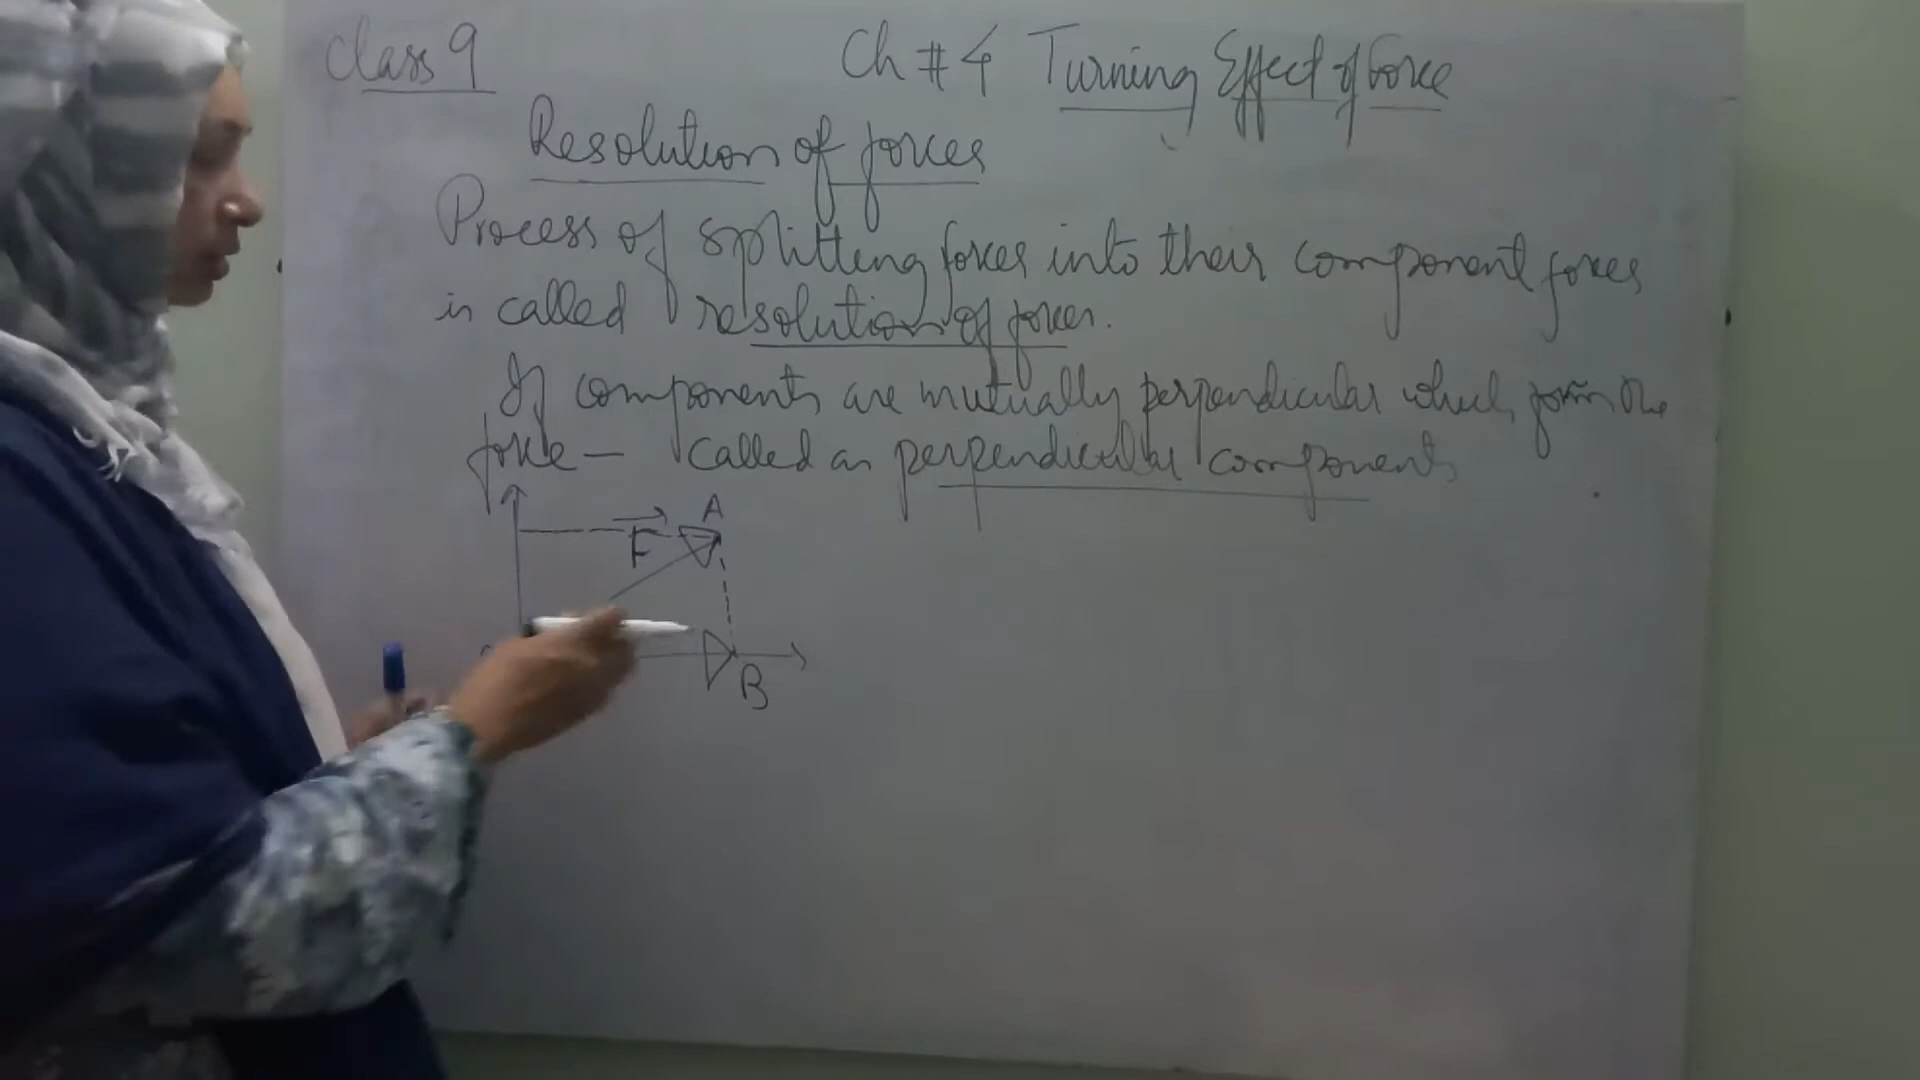 Class 9
Ch # 4 Turning Effect of Force
Resolution of forces
Process of splitting forces into their component forces
is called resolution of forces.
If components are mutually perpendicular which form the
force — called as perpendicular components
A
F
B